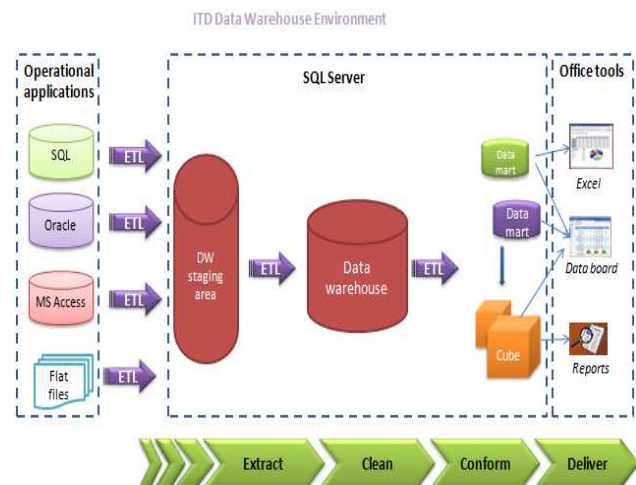 ITD Data Warehouse Environment
Operational
applications
SQL Server
Office tools
SQL
ETL
Oracle
ETL
MS Access
ETL
Flat
files
ETL
DW
staging
area
ETL
Data
warehouse
ETL
Data
mart
Data
mart
Cube
Excel
Data board
Reports
Extract
Clean
Conform
Deliver